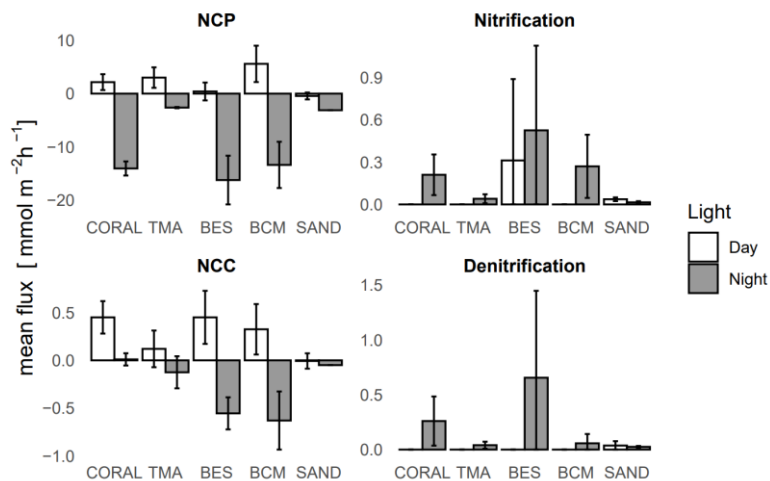 NCP
Nitrification
10
0
−10
−20
0.9
0.6
0.3
0.0
CORAL TMA BES BCM SAND
CORAL TMA BES BCM SAND
mean flux [ mmol m⁻²h⁻¹ ]
NCC
Denitrification
0.5
0.0
−0.5
−1.0
1.5
1.0
0.5
0.0
CORAL TMA BES BCM SAND
CORAL TMA BES BCM SAND
Light
Day
Night